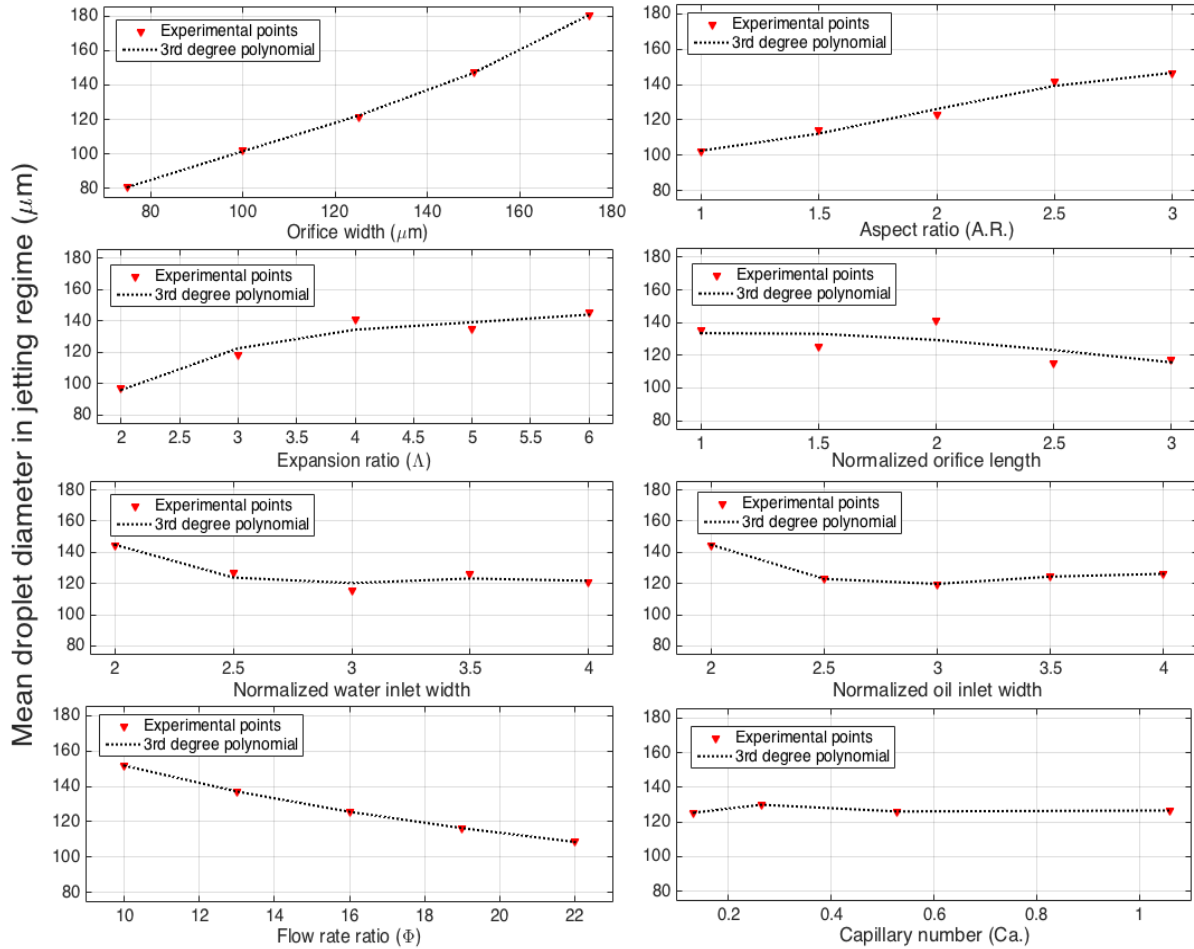 Mean droplet diameter in jetting regime (μm)
Experimental points
3rd degree polynomial
180
160
140
120
100
80
80 100 120 140 160 180
Orifice width (μm)
Experimental points
3rd degree polynomial
180
160
140
120
100
80
1 1.5 2 2.5 3
Aspect ratio (A.R.)
Experimental points
3rd degree polynomial
180
160
140
120
100
80
2 2.5 3 3.5 4 4.5 5 5.5 6
Expansion ratio (Λ)
Experimental points
3rd degree polynomial
180
160
140
120
100
80
1 1.5 2 2.5 3
Normalized orifice length
Experimental points
3rd degree polynomial
180
160
140
120
100
80
2 2.5 3 3.5 4
Normalized water inlet width
Experimental points
3rd degree polynomial
180
160
140
120
100
80
2 2.5 3 3.5 4
Normalized oil inlet width
Experimental points
3rd degree polynomial
180
160
140
120
100
80
10 12 14 16 18 20 22
Flow rate ratio (Φ)
Experimental points
3rd degree polynomial
180
160
140
120
100
80
0.2 0.4 0.6 0.8 1
Capillary number (Ca.)